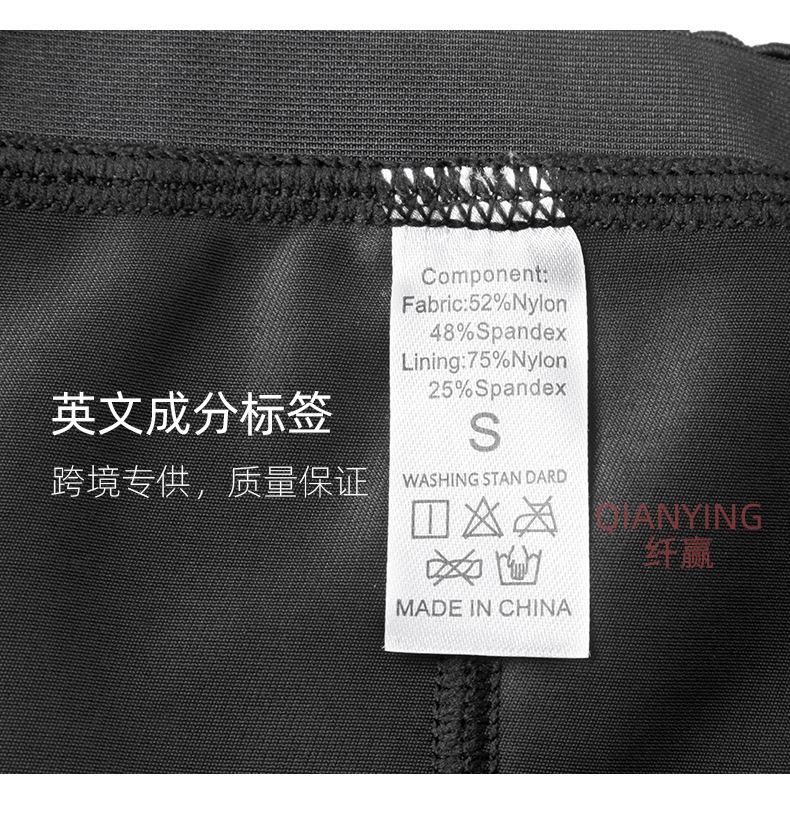 Component:
Fabric:52%Nylon
48%Spandex
Lining:75%Nylon
25%Spandex
S
WASHING STAN DARD
MADE IN CHINA
英文成分标签
跨境专供，质量保证
QIANYING
纤赢